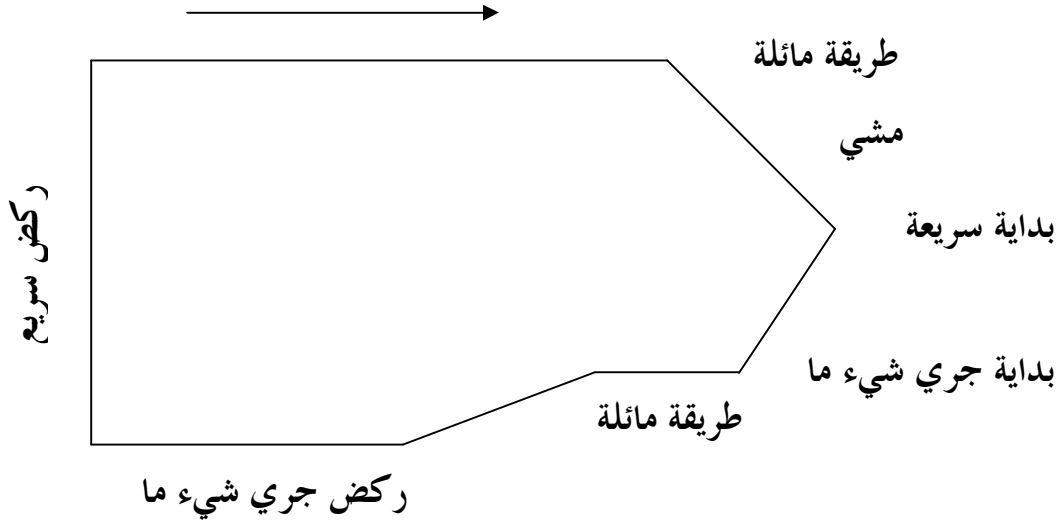 طريقة مائلة
مشي
بداية سريعة
ركض سريع
بداية جري شيء ما
طريقة مائلة
ركض جري شيء ما